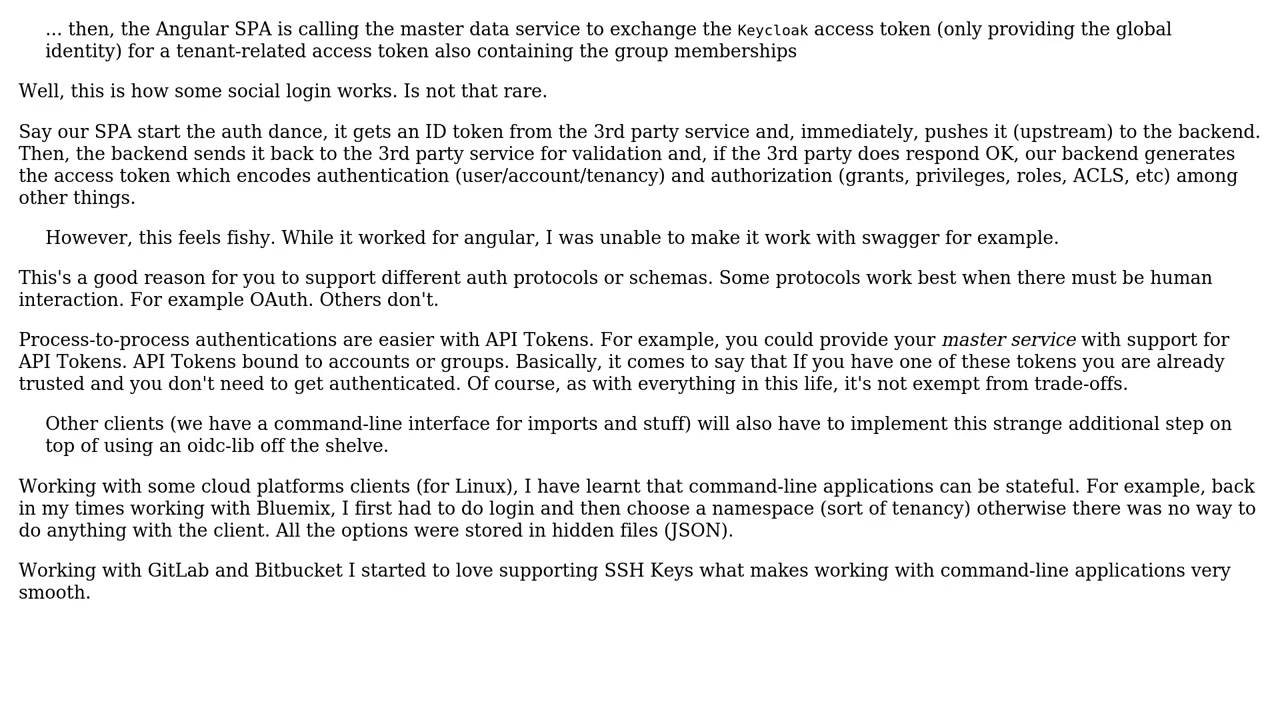 ... then, the Angular SPA is calling the master data service to exchange the Keycloak access token (only providing the global
identity) for a tenant-related access token also containing the group memberships
Well, this is how some social login works. Is not that rare.
Say our SPA start the auth dance, it gets an ID token from the 3rd party service and, immediately, pushes it (upstream) to the backend.
Then, the backend sends it back to the 3rd party service for validation and, if the 3rd party does respond OK, our backend generates
the access token which encodes authentication (user/account/tenancy) and authorization (grants, privileges, roles, ACLS, etc) among
other things.
However, this feels fishy. While it worked for angular, I was unable to make it work with swagger for example.
This's a good reason for you to support different auth protocols or schemas. Some protocols work best when there must be human
interaction. For example OAuth. Others don't.
Process-to-process authentications are easier with API Tokens. For example, you could provide your master service with support for
API Tokens. API Tokens bound to accounts or groups. Basically, it comes to say that If you have one of these tokens you are already
trusted and you don't need to get authenticated. Of course, as with everything in this life, it's not exempt from trade-offs.
Other clients (we have a command-line interface for imports and stuff) will also have to implement this strange additional step on
top of using an oidc-lib off the shelve.
Working with some cloud platforms clients (for Linux), I have learnt that command-line applications can be stateful. For example, back
in my times working with Bluemix, I first had to do login and then choose a namespace (sort of tenancy) otherwise there was no way to
do anything with the client. All the options were stored in hidden files (JSON).
Working with GitLab and Bitbucket I started to love supporting SSH Keys what makes working with command-line applications very
smooth.